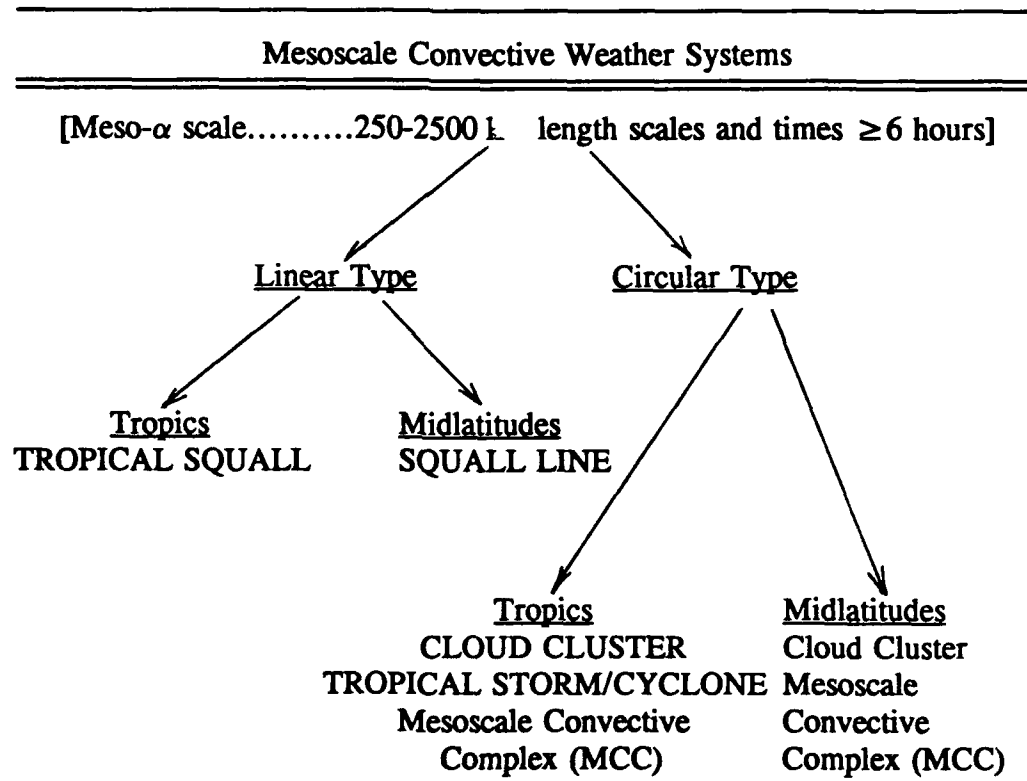 Mesoscale Convective Weather Systems
[Meso-α scale..........250-2500 length scales and times ≥6 hours]
Linear Type
Circular Type
Tropics
TROPICAL SQUALL
Midlatitudes
SQUALL LINE
Tropics
CLOUD CLUSTER
TROPICAL STORM/CYCLONE
Mesoscale Convective
Complex (MCC)
Midlatitudes
Cloud Cluster
Mesoscale
Convective
Complex (MCC)